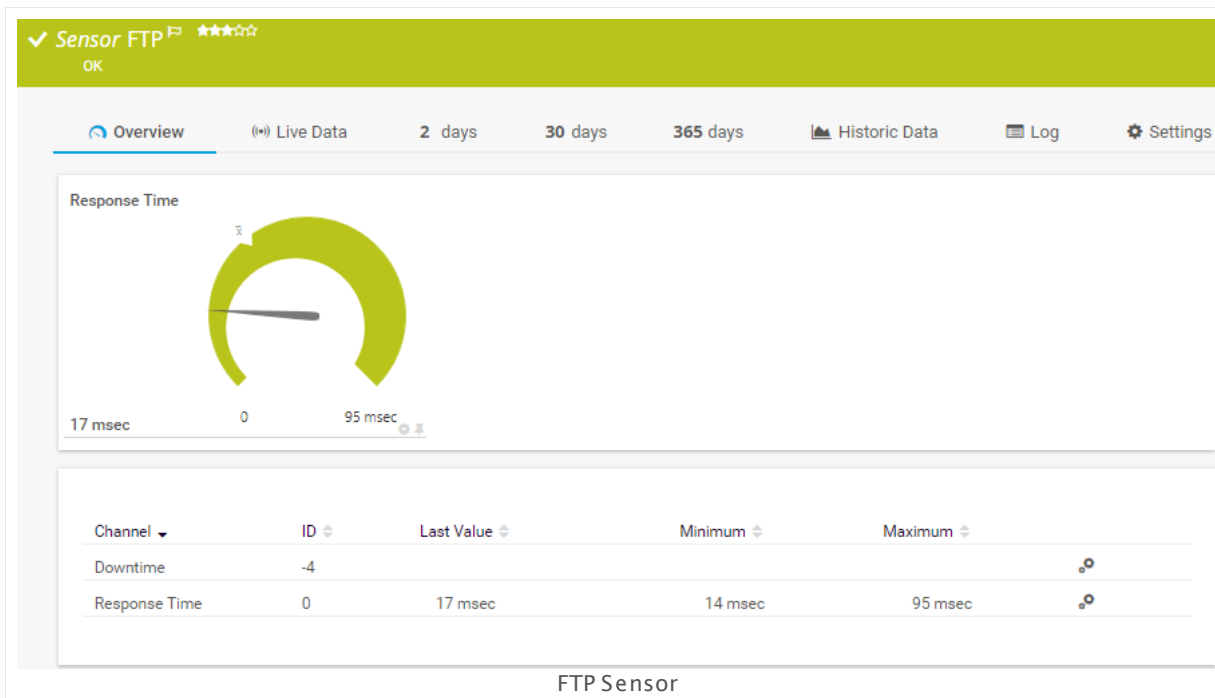 Sensor FTP
OK
Overview Live Data 2 days 30 days 365 days Historic Data Log Settings
Response Time
x̄
17 msec 0 95 msec
Channel ID Last Value Minimum Maximum
Downtime -4
Response Time 0 17 msec 14 msec 95 msec
FTP Sensor